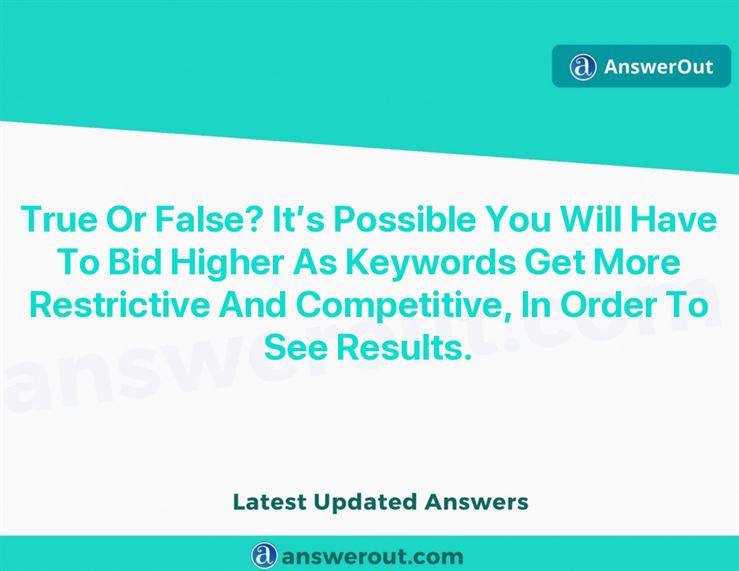 AnswerOut
True Or False? It’s Possible You Will Have
To Bid Higher As Keywords Get More
Restrictive And Competitive, In Order To
See Results.
answerout.com
Latest Updated Answers
answerout.com